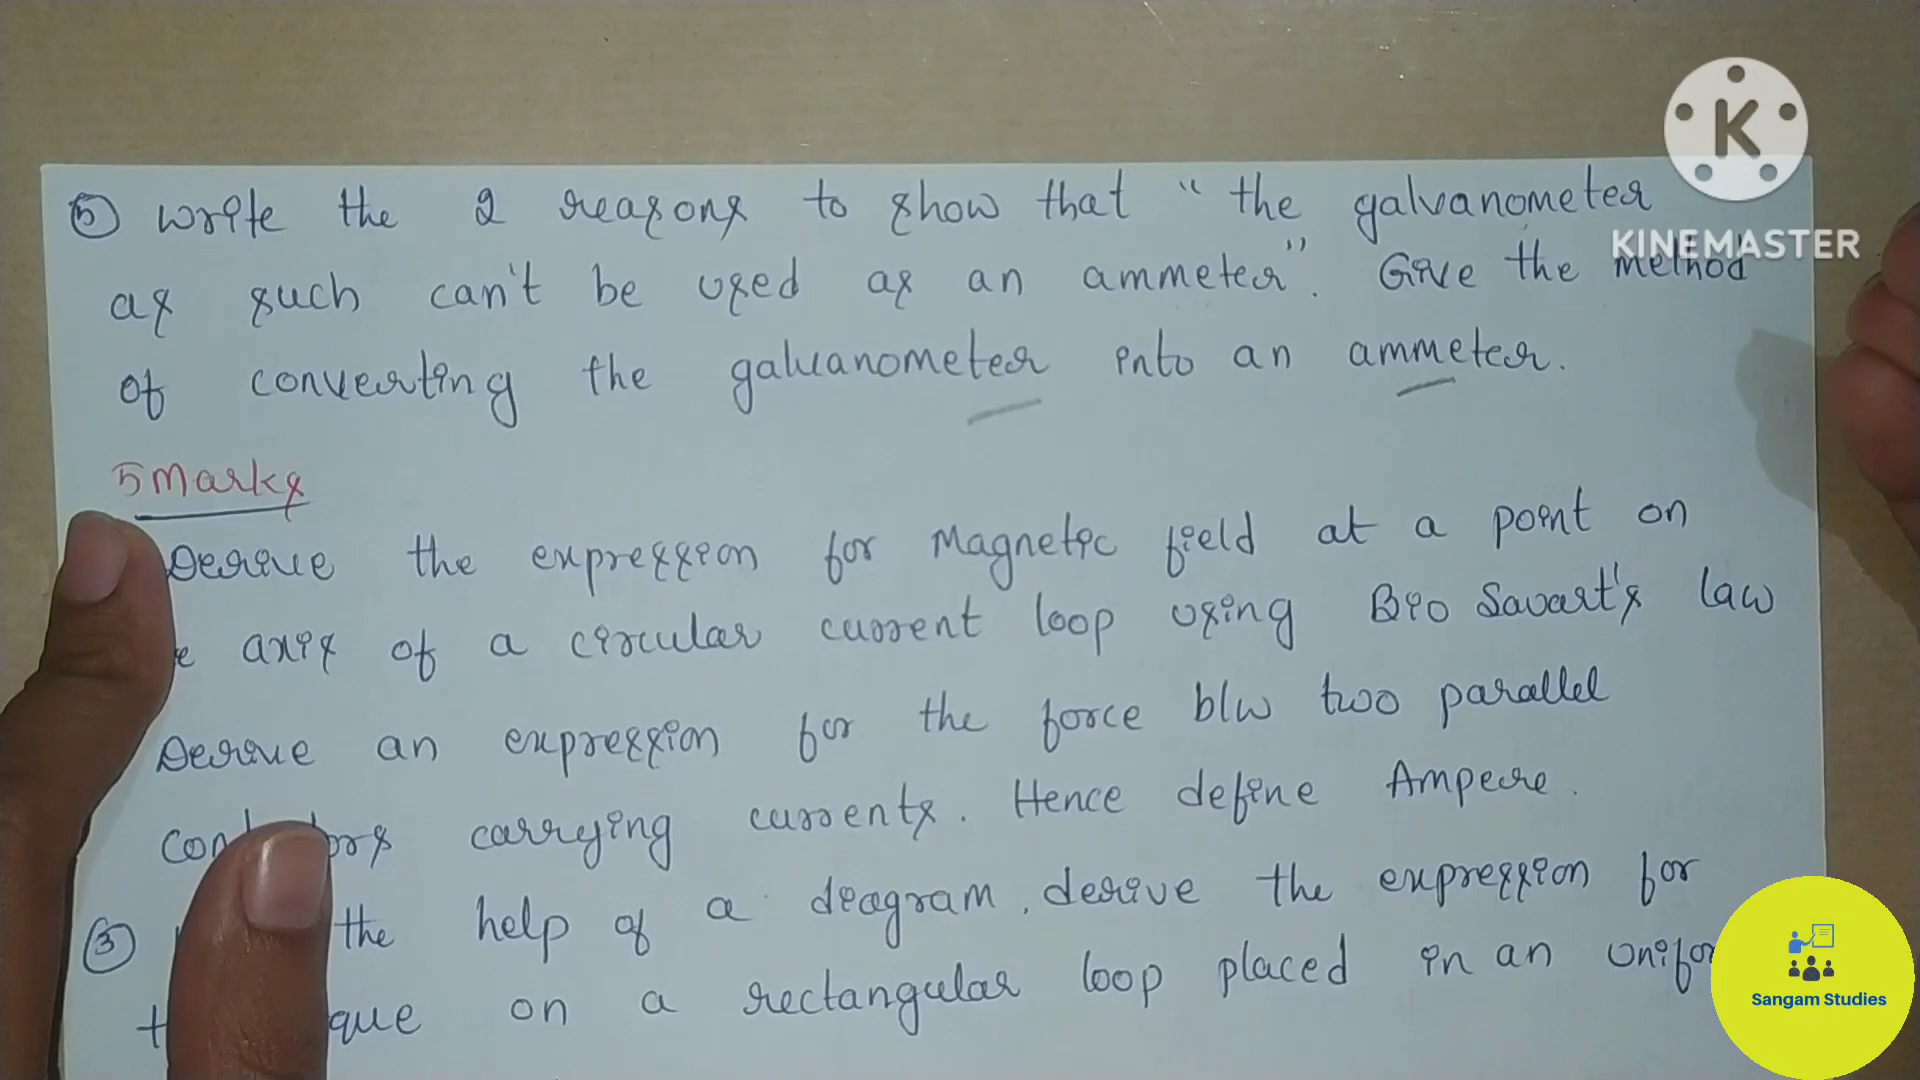 5 Write the 2 reasons to show that "the galvanometer
as such can't be used as an ammeter". Give the method
of converting the galvanometer into an ammeter.
5 Marks
Derive the expression for Magnetic field at a point on
axis of a circular current loop using Bio Savart's law
Derive an expression for the force b/w two parallel
carrying currents. Hence define Ampere.
3 the help of a diagram, derive the expression for
on a rectangular loop placed in an
K
KINEMASTER
Sangam Studies